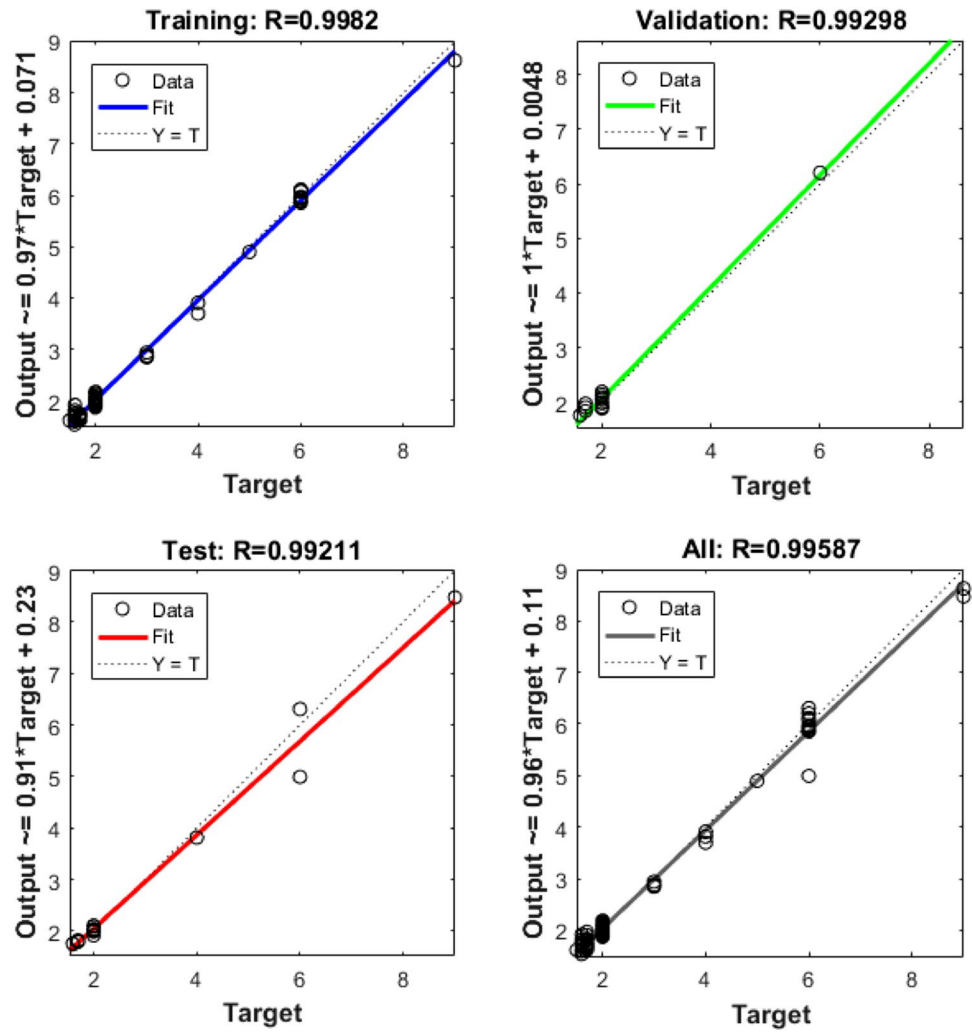 Training: R=0.9982
Output ~= 0.97*Target + 0.071
9
8
7
6
5
4
3
2
Data
Fit
Y = T
2 4 6 8
Target
Validation: R=0.99298
Output ~= 1*Target + 0.0048
8
7
6
5
4
3
2
Data
Fit
Y = T
2 4 6 8
Target
Test: R=0.99211
Output ~= 0.91*Target + 0.23
9
8
7
6
5
4
3
2
Data
Fit
Y = T
2 4 6 8
Target
All: R=0.99587
Output ~= 0.96*Target + 0.11
9
8
7
6
5
4
3
2
Data
Fit
Y = T
2 4 6 8
Target